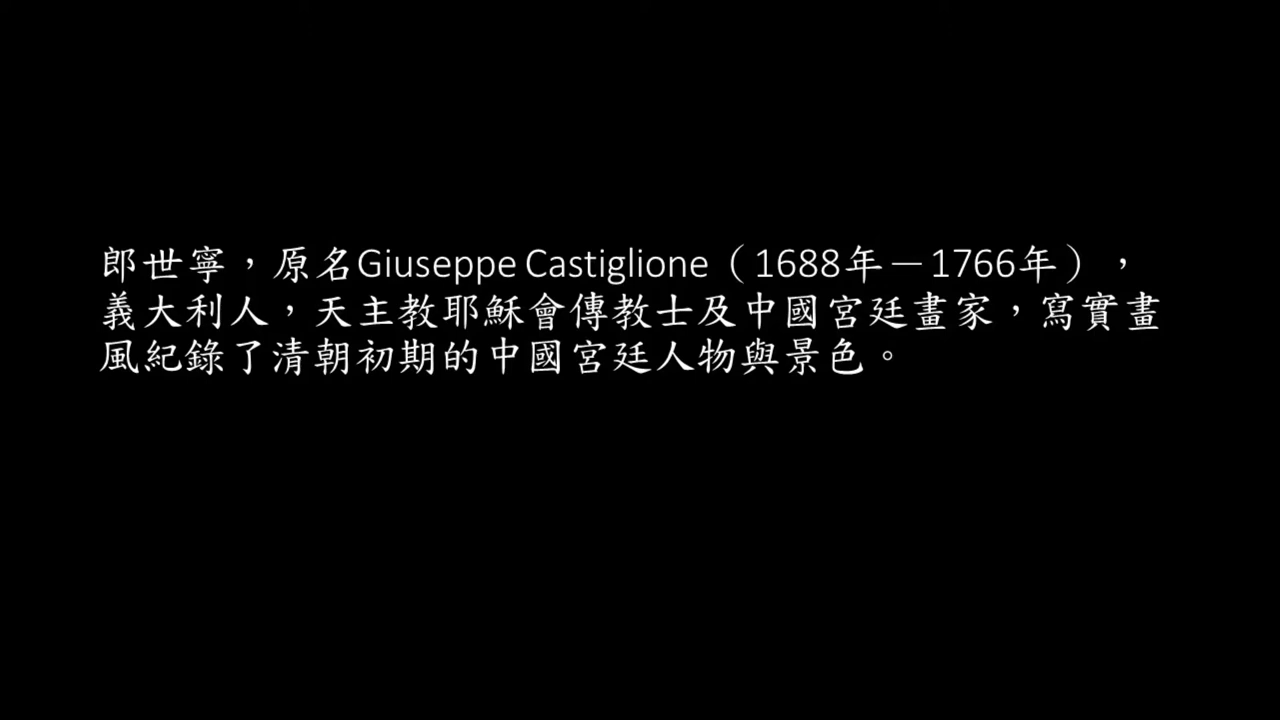 郎世寧，原名Giuseppe Castiglione（1688年－1766年），
義大利人，天主教耶穌會傳教士及中國宮廷畫家，寫實畫
風紀錄了清朝初期的中國宮廷人物與景色。